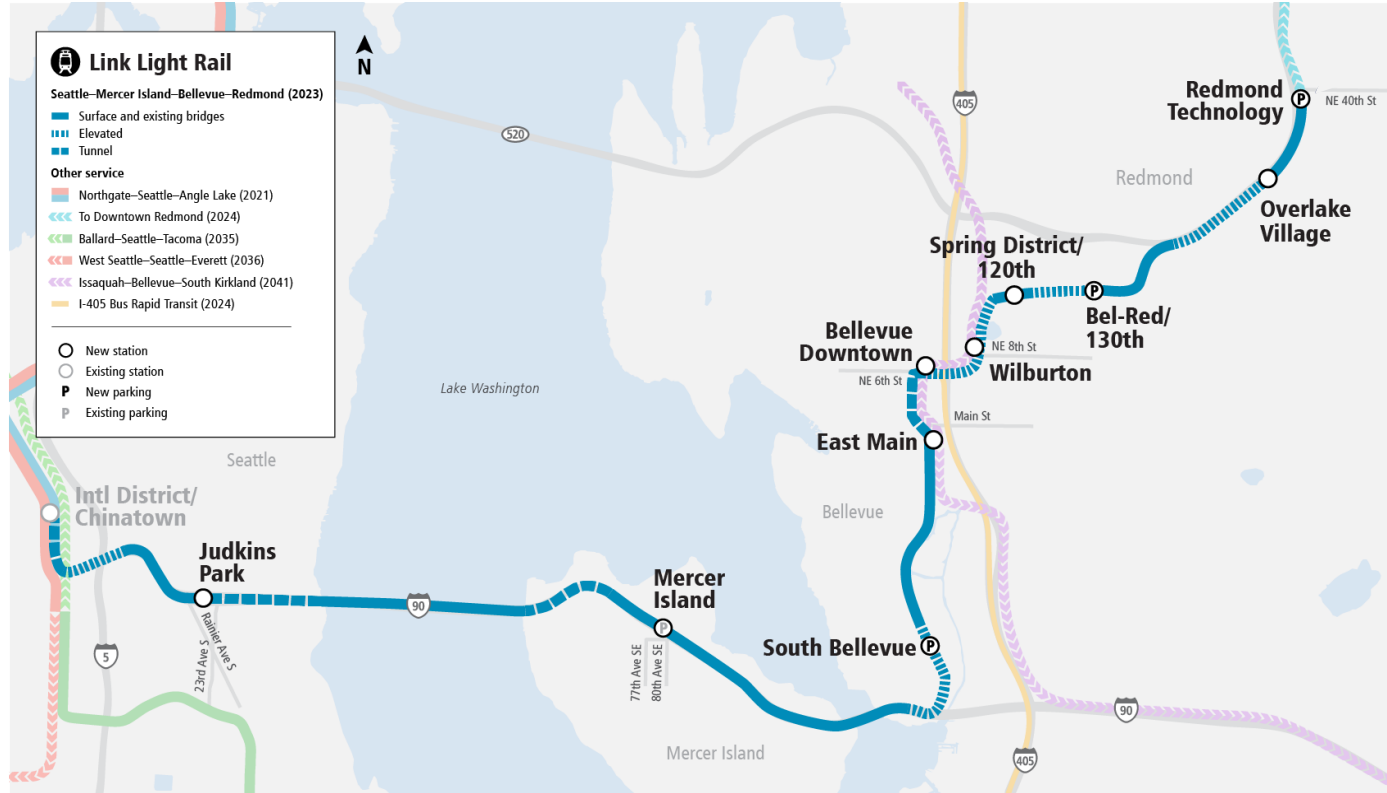 Link Light Rail
Seattle–Mercer Island–Bellevue–Redmond (2023)
Surface and existing bridges
Elevated
Tunnel
Other service
Northgate–Seattle–Angle Lake (2021)
To Downtown Redmond (2024)
Ballard–Seattle–Tacoma (2035)
West Seattle–Seattle–Everett (2036)
Issaquah–Bellevue–South Kirkland (2041)
I-405 Bus Rapid Transit (2024)
New station
Existing station
P New parking
P Existing parking
N
520
405
Redmond
Technology
P
NE 40th St
Redmond
Overlake
Village
Spring District/
120th
P
Bel-Red/
130th
Bellevue
Downtown
NE 8th St
Wilburton
NE 6th St
Main St
East Main
Lake Washington
Seattle
Intl District/
Chinatown
Bellevue
Judkins
Park
Mercer
Island
P
90
Rainier Ave S
23rd Ave S
5
77th Ave SE
80th Ave SE
South Bellevue
P
90
Mercer Island
405